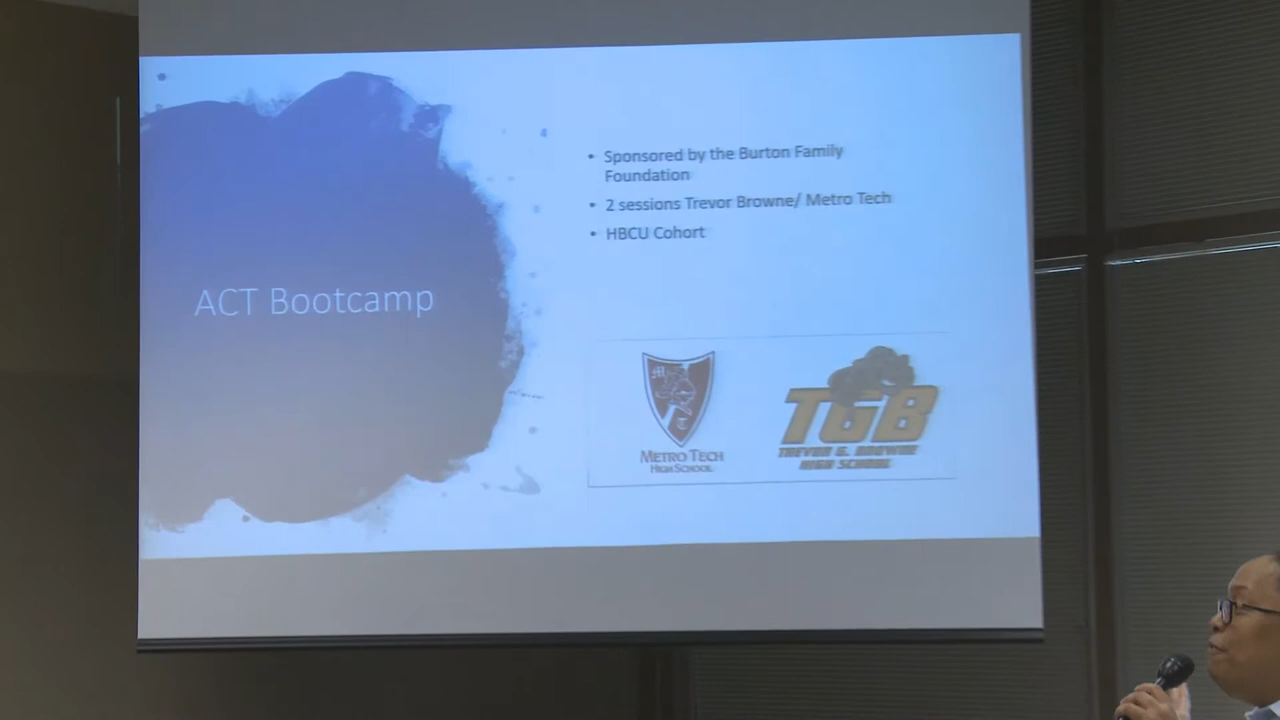 ACT Bootcamp
• Sponsored by the Burton Family
Foundation
• 2 sessions Trevor Browne/ Metro Tech
• HBCU Cohort
M
T
METRO TECH
HIGH SCHOOL
TGB
TREVOR G. BROWNE
HIGH SCHOOL